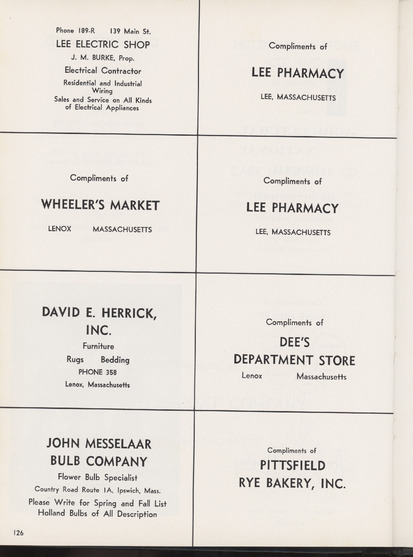 Phone 189-R 139 Main St.
LEE ELECTRIC SHOP
J. M. BURKE, Prop.
Electrical Contractor
Residential and Industrial
Wiring
Sales and Service on All Kinds
of Electrical Appliances
Compliments of
LEE PHARMACY
LEE, MASSACHUSETTS
Compliments of
WHEELER'S MARKET
LENOX MASSACHUSETTS
Compliments of
LEE PHARMACY
LEE, MASSACHUSETTS
DAVID E. HERRICK,
INC.
Furniture
Rugs Bedding
PHONE 358
Lenox, Massachusetts
Compliments of
DEE'S
DEPARTMENT STORE
Lenox Massachusetts
JOHN MESSELAAR
BULB COMPANY
Flower Bulb Specialist
Country Road Route 1A, Ipswich, Mass.
Please Write for Spring and Fall List
Holland Bulbs of All Description
Compliments of
PITTSFIELD
RYE BAKERY, INC.
126